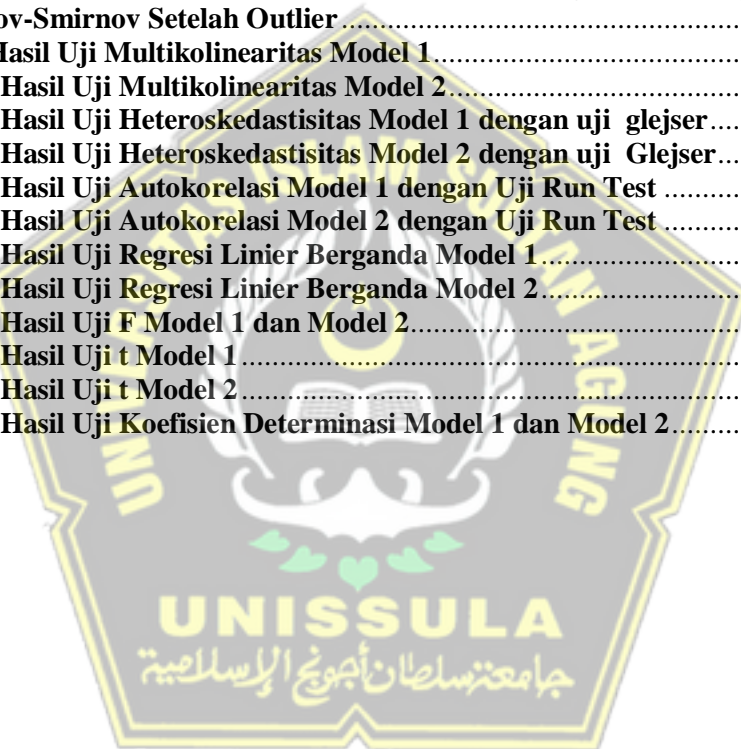 ov-Smirnov Setelah Outlier................................................................
Hasil Uji Multikolinearitas Model 1................................................
Hasil Uji Multikolinearitas Model 2..............................................
Hasil Uji Heteroskedastisitas Model 1 dengan uji glejser....
Hasil Uji Heteroskedastisitas Model 2 dengan uji Glejser...
Hasil Uji Autokorelasi Model 1 dengan Uji Run Test ..........
Hasil Uji Autokorelasi Model 2 dengan Uji Run Test ..........
Hasil Uji Regresi Linier Berganda Model 1...........................
Hasil Uji Regresi Linier Berganda Model 2...........................
Hasil Uji F Model 1 dan Model 2............................................
Hasil Uji t Model 1 ..................................................................
Hasil Uji t Model 2 ..................................................................
Hasil Uji Koefisien Determinasi Model 1 dan Model 2.........
UNIVERSITAS ISLAM SULTAN AGUNG
UNISSULA
جامعة سلطان أجونج الإسلامية